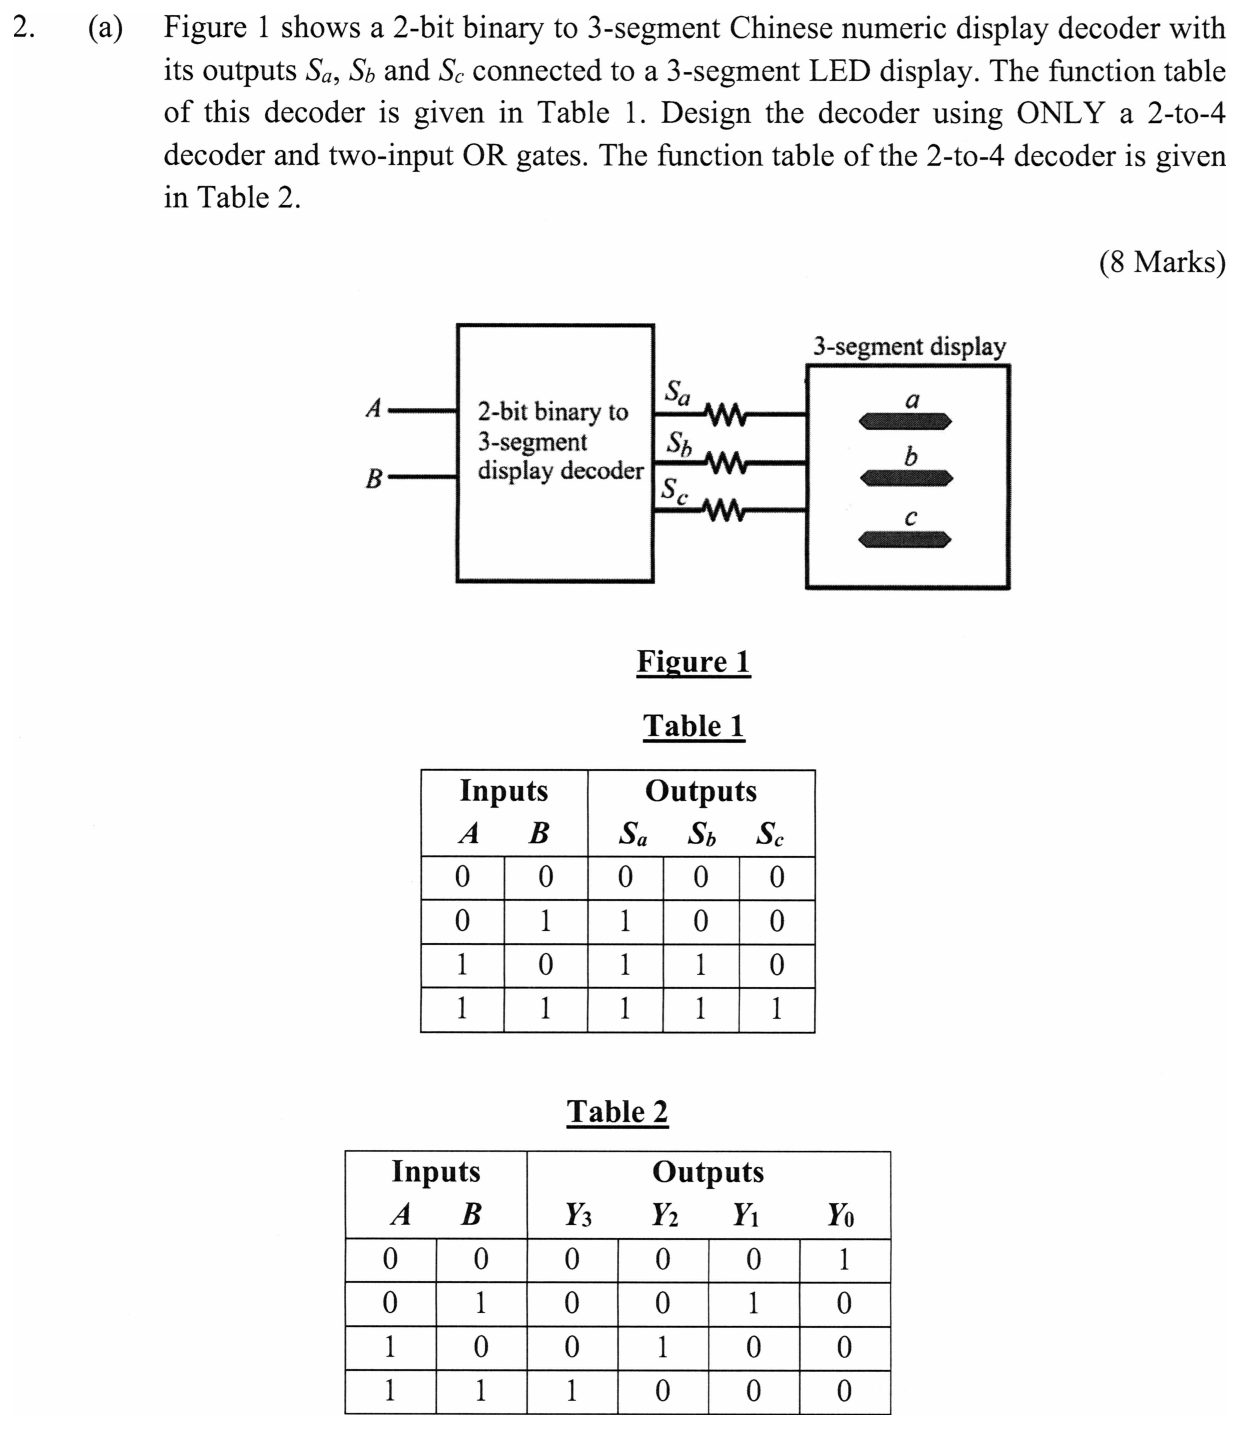 2. (a) Figure 1 shows a 2-bit binary to 3-segment Chinese numeric display decoder with
its outputs Sa, Sb and Sc connected to a 3-segment LED display. The function table
of this decoder is given in Table 1. Design the decoder using ONLY a 2-to-4
decoder and two-input OR gates. The function table of the 2-to-4 decoder is given
in Table 2.
(8 Marks)
3-segment display
A
B
2-bit binary to
3-segment
display decoder
Sa
Sb
Sc
a
b
c
Figure 1
Table 1
Inputs Outputs
A B Sa Sb Sc
0 0 0 0 0
0 1 1 0 0
1 0 1 1 0
1 1 1 1 1
Table 2
Inputs Outputs
A B Y3 Y2 Y1 Y0
0 0 0 0 0 1
0 1 0 0 1 0
1 0 0 1 0 0
1 1 1 0 0 0